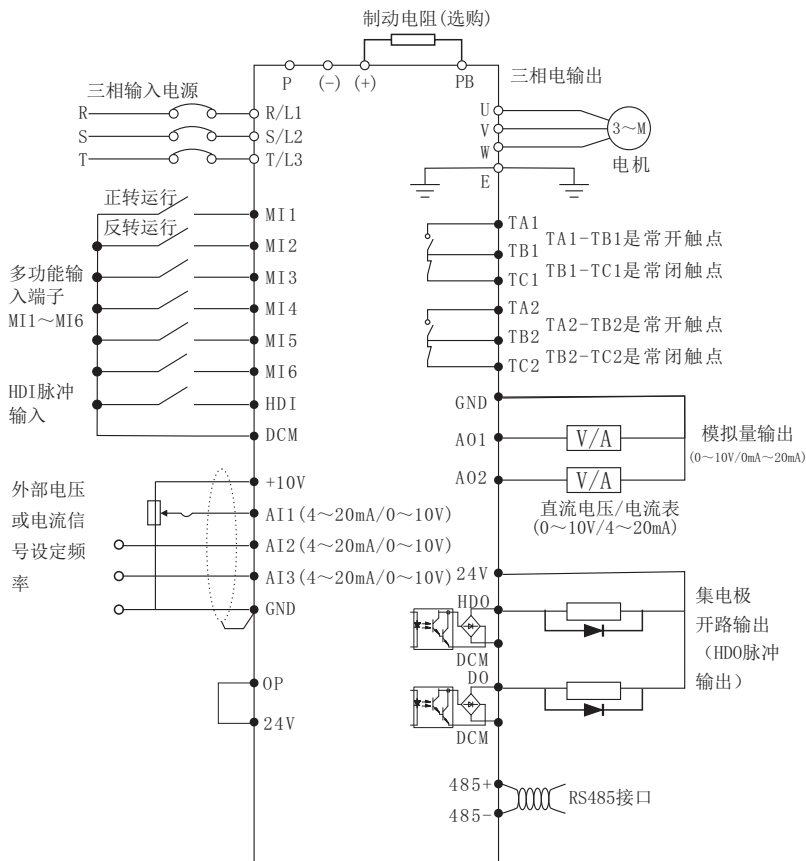 制动电阻(选购)
P
(-)
(+)
PB
三相输入电源
三相电输出
R
R/L1
S
S/L2
T
T/L3
U
V
W
E
3～M
电机
正转运行
MI1
反转运行
MI2
MI3
MI4
MI5
MI6
HDI
DCM
多功能输
入端子
MI1～MI6
HDI脉冲
输入
TA1
TB1
TC1
TA1-TB1是常开触点
TB1-TC1是常闭触点
TA2
TB2
TC2
TA2-TB2是常开触点
TB2-TC2是常闭触点
GND
AO1
V/A
AO2
V/A
模拟量输出
(0～10V/0mA～20mA)
直流电压/电流表
(0～10V/4～20mA)
外部电压
或电流信
号设定频
率
+10V
AI1(4～20mA/0～10V)
AI2(4～20mA/0～10V)
AI3(4～20mA/0～10V)
GND
24V
HDO
DCM
DO
DCM
集电极
开路输出
（HDO脉冲
输出）
OP
24V
485+
485-
RS485接口